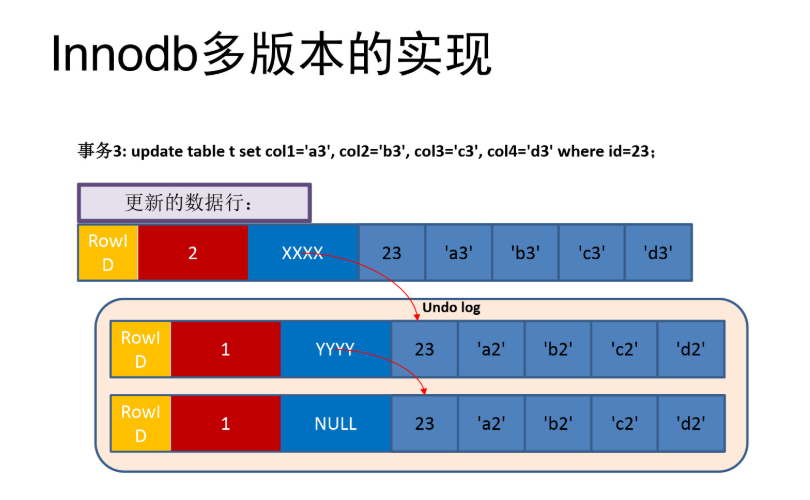 Innodb多版本的实现
事务3: update table t set col1='a3', col2='b3', col3='c3', col4='d3' where id=23；
更新的数据行：
RowI
D
2 XXXX 23 'a3' 'b3' 'c3' 'd3'
Undo log
RowI
D
1 YYYY 23 'a2' 'b2' 'c2' 'd2'
RowI
D
1 NULL 23 'a2' 'b2' 'c2' 'd2'